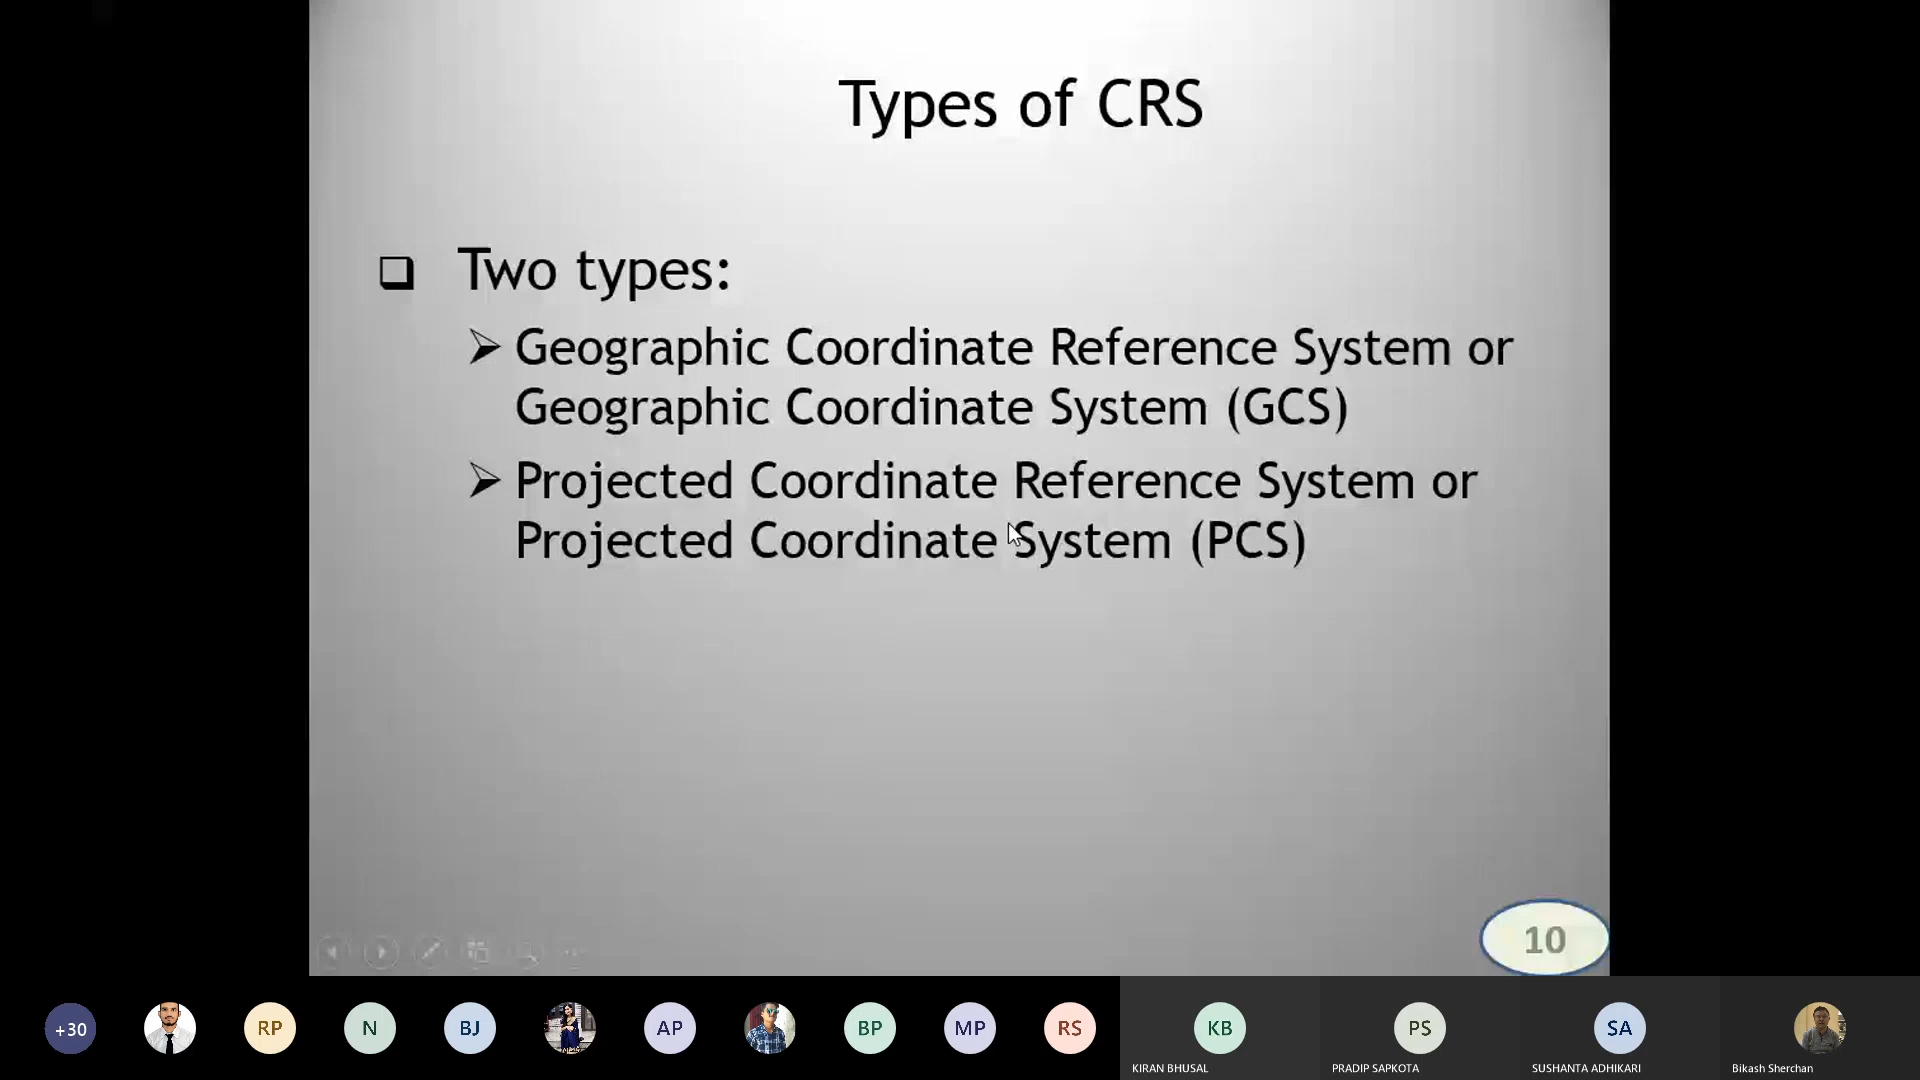 Types of CRS
Two types:
Geographic Coordinate Reference System or
Geographic Coordinate System (GCS)
Projected Coordinate Reference System or
Projected Coordinate System (PCS)
10
+30
RP
N
BJ
AP
BP
MP
RS
KB
PS
SA
KIRAN BHUSAL
PRADIP SAPKOTA
SUSHANTA ADHIKARI
Bikash Sherchan